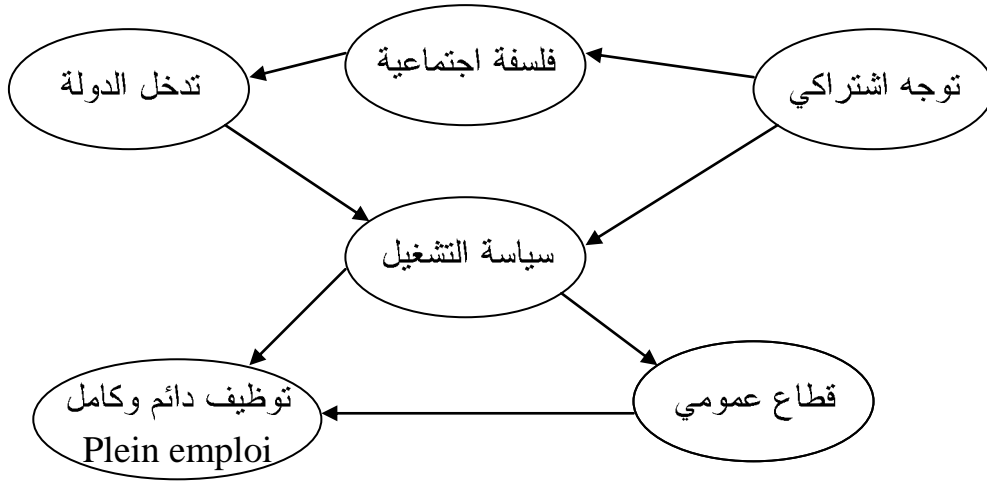 توجه اشتراكي
فلسفة اجتماعية
تدخل الدولة
سياسة التشغيل
قطاع عمومي
توظيف دائم وكامل
Plein emploi